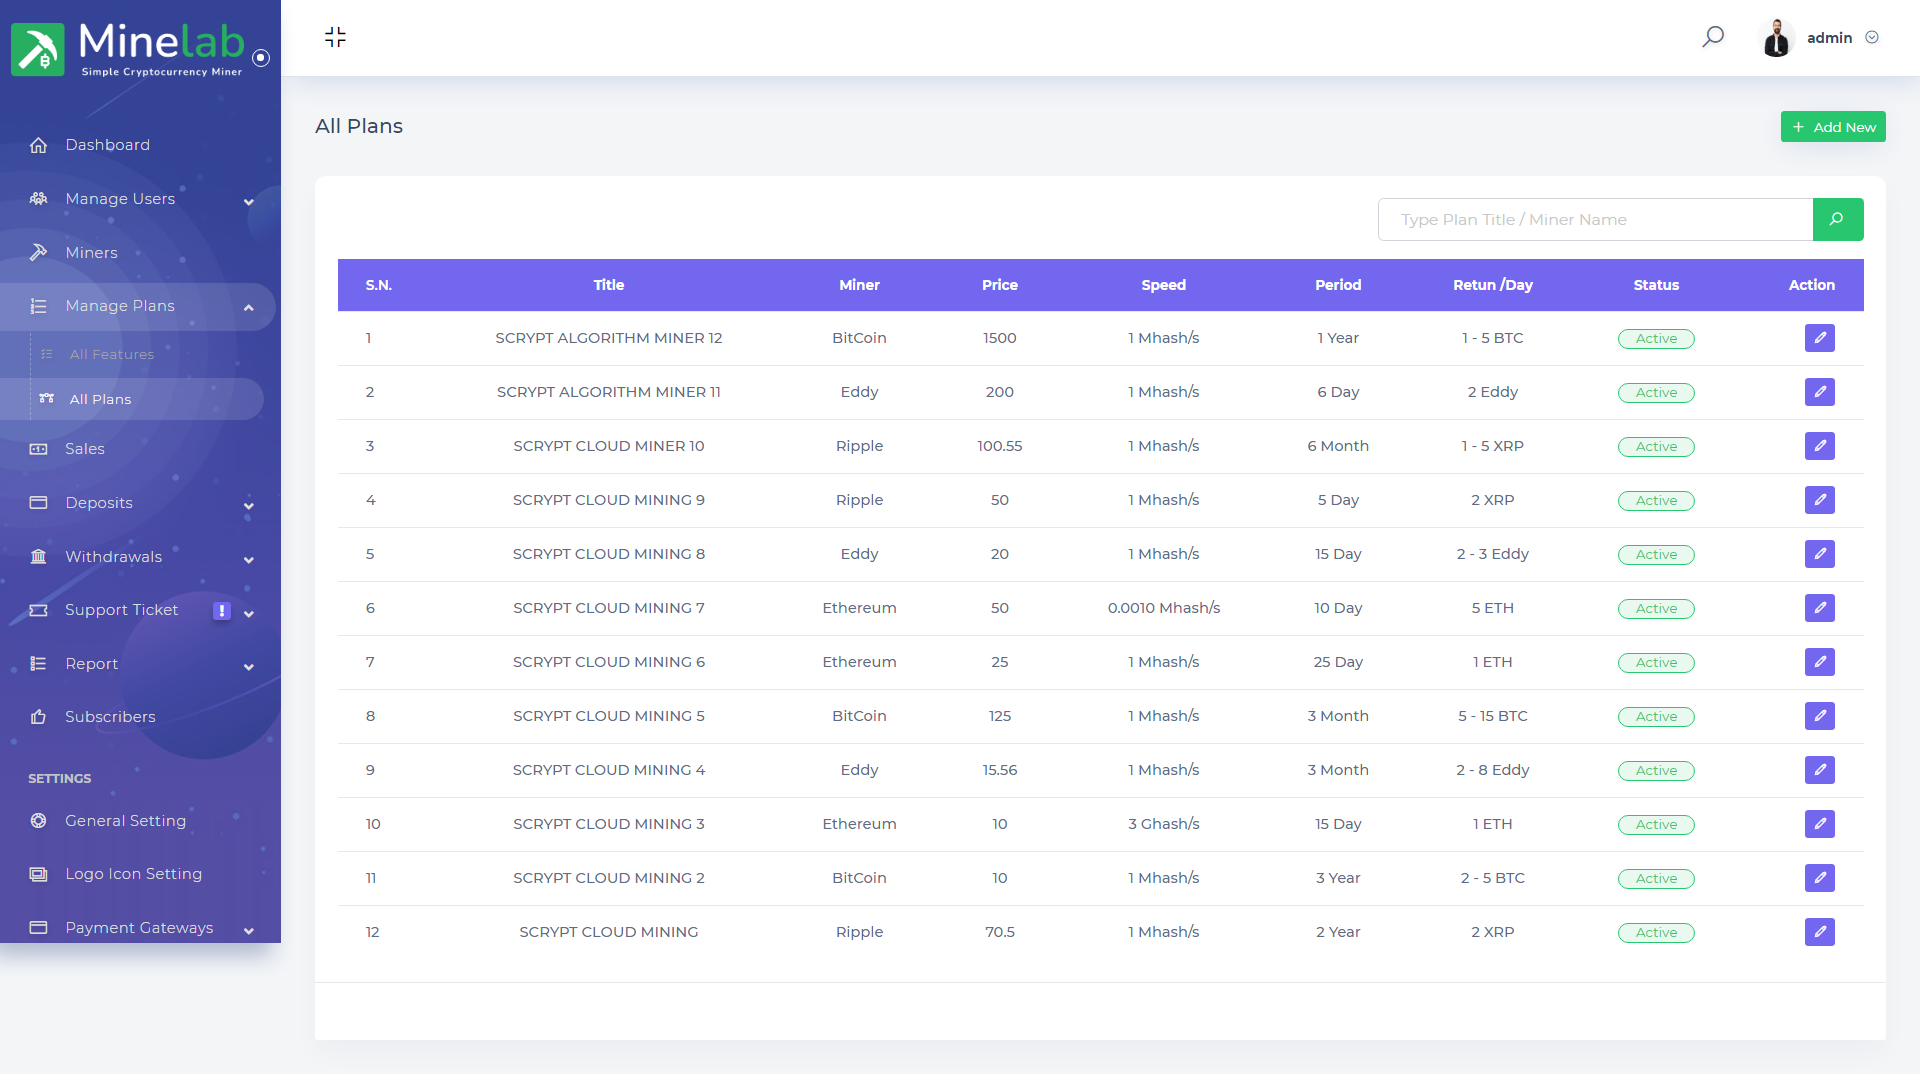 Minelab
Simple Cryptocurrency Miner
admin
Dashboard
Manage Users
Miners
Manage Plans
All Features
All Plans
Sales
Deposits
Withdrawals
Support Ticket !
Report
Subscribers
SETTINGS
General Setting
Logo Icon Setting
Payment Gateways
All Plans
+ Add New
Type Plan Title / Miner Name
S.N. Title Miner Price Speed Period Retun /Day Status Action
1 SCRYPT ALGORITHM MINER 12 BitCoin 1500 1 Mhash/s 1 Year 1 - 5 BTC Active
2 SCRYPT ALGORITHM MINER 11 Eddy 200 1 Mhash/s 6 Day 2 Eddy Active
3 SCRYPT CLOUD MINER 10 Ripple 100.55 1 Mhash/s 6 Month 1 - 5 XRP Active
4 SCRYPT CLOUD MINING 9 Ripple 50 1 Mhash/s 5 Day 2 XRP Active
5 SCRYPT CLOUD MINING 8 Eddy 20 1 Mhash/s 15 Day 2 - 3 Eddy Active
6 SCRYPT CLOUD MINING 7 Ethereum 50 0.0010 Mhash/s 10 Day 5 ETH Active
7 SCRYPT CLOUD MINING 6 Ethereum 25 1 Mhash/s 25 Day 1 ETH Active
8 SCRYPT CLOUD MINING 5 BitCoin 125 1 Mhash/s 3 Month 5 - 15 BTC Active
9 SCRYPT CLOUD MINING 4 Eddy 15.56 1 Mhash/s 3 Month 2 - 8 Eddy Active
10 SCRYPT CLOUD MINING 3 Ethereum 10 3 Ghash/s 15 Day 1 ETH Active
11 SCRYPT CLOUD MINING 2 BitCoin 10 1 Mhash/s 3 Year 2 - 5 BTC Active
12 SCRYPT CLOUD MINING Ripple 70.5 1 Mhash/s 2 Year 2 XRP Active